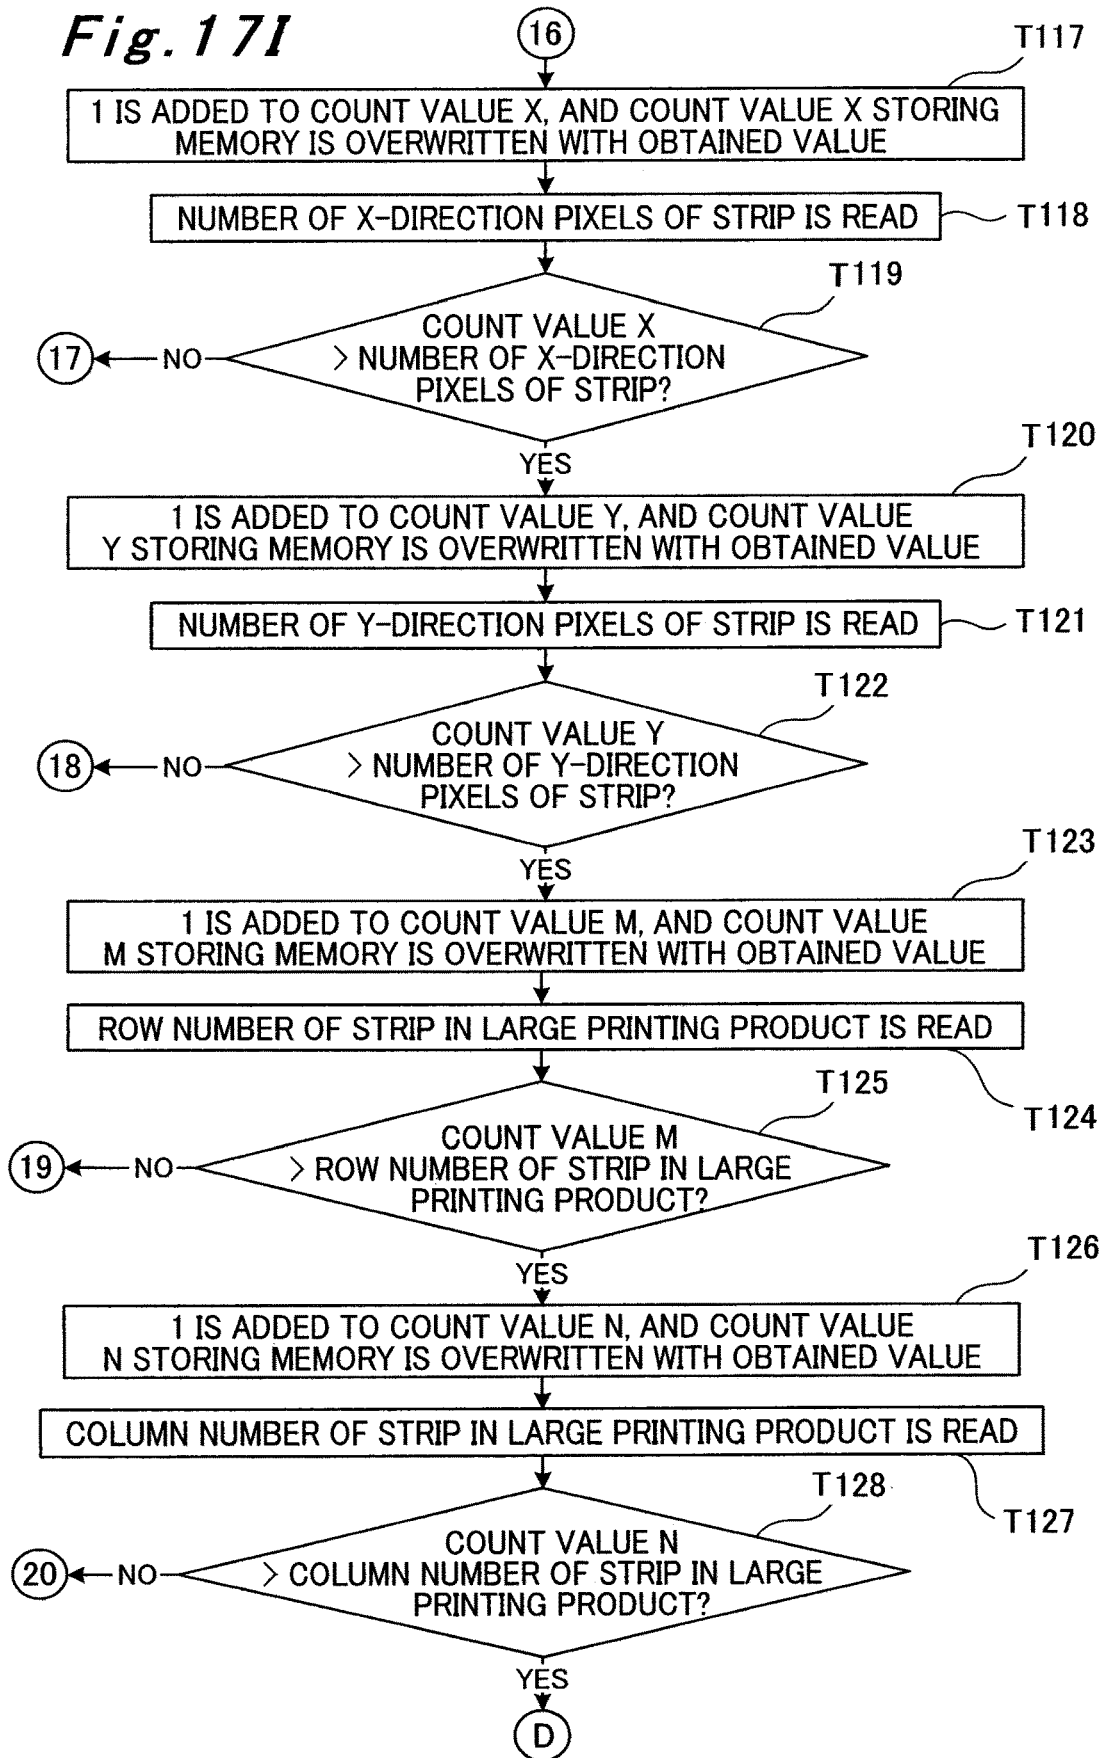 Fig.17I
16
T117
1 IS ADDED TO COUNT VALUE X, AND COUNT VALUE X STORING
MEMORY IS OVERWRITTEN WITH OBTAINED VALUE
NUMBER OF X-DIRECTION PIXELS OF STRIP IS READ
T118
T119
COUNT VALUE X
> NUMBER OF X-DIRECTION
PIXELS OF STRIP?
NO
17
YES
T120
1 IS ADDED TO COUNT VALUE Y, AND COUNT VALUE
Y STORING MEMORY IS OVERWRITTEN WITH OBTAINED VALUE
NUMBER OF Y-DIRECTION PIXELS OF STRIP IS READ
T121
T122
COUNT VALUE Y
> NUMBER OF Y-DIRECTION
PIXELS OF STRIP?
NO
18
YES
T123
1 IS ADDED TO COUNT VALUE M, AND COUNT VALUE
M STORING MEMORY IS OVERWRITTEN WITH OBTAINED VALUE
ROW NUMBER OF STRIP IN LARGE PRINTING PRODUCT IS READ
T124
T125
COUNT VALUE M
> ROW NUMBER OF STRIP IN LARGE
PRINTING PRODUCT?
NO
19
YES
T126
1 IS ADDED TO COUNT VALUE N, AND COUNT VALUE
N STORING MEMORY IS OVERWRITTEN WITH OBTAINED VALUE
COLUMN NUMBER OF STRIP IN LARGE PRINTING PRODUCT IS READ
T127
T128
COUNT VALUE N
> COLUMN NUMBER OF STRIP IN LARGE
PRINTING PRODUCT?
NO
20
YES
D